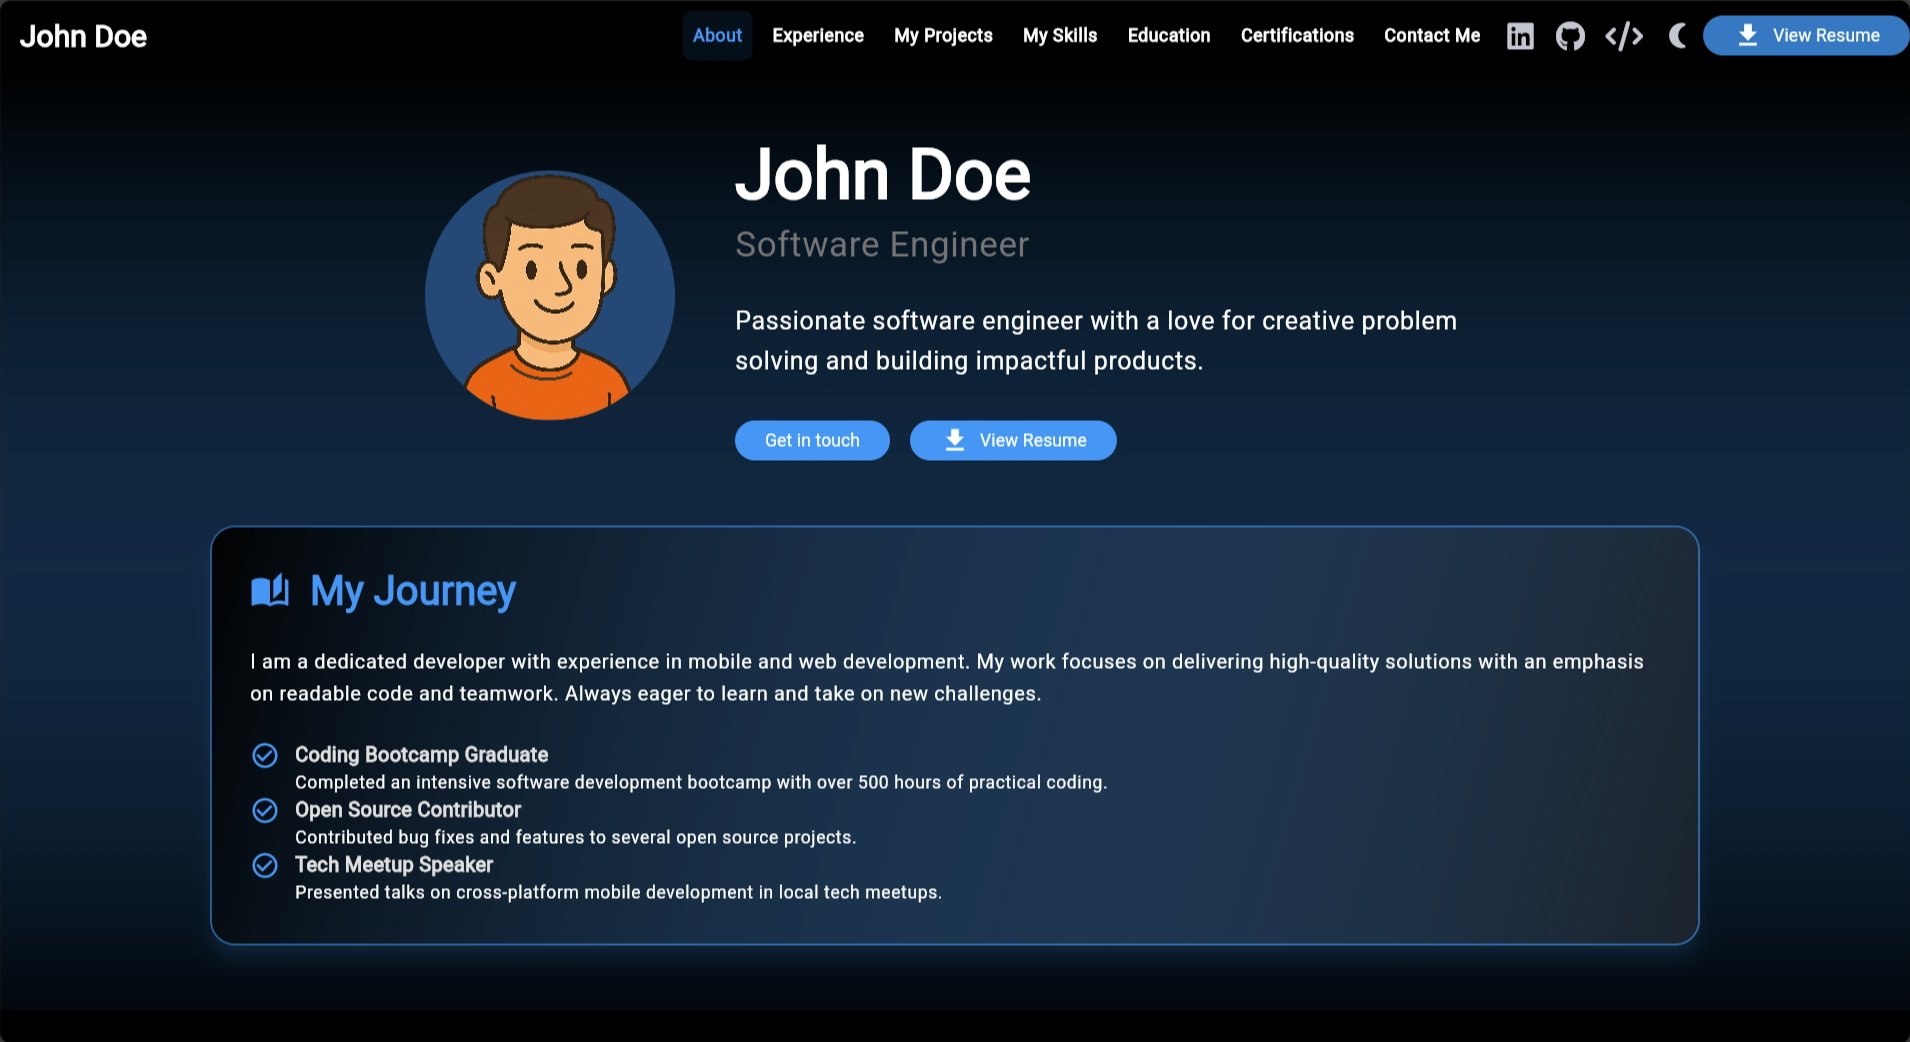 John Doe
About Experience My Projects My Skills Education Certifications Contact Me View Resume
John Doe
Software Engineer
Passionate software engineer with a love for creative problem
solving and building impactful products.
Get in touch View Resume
My Journey
I am a dedicated developer with experience in mobile and web development. My work focuses on delivering high-quality solutions with an emphasis
on readable code and teamwork. Always eager to learn and take on new challenges.
Coding Bootcamp Graduate
Completed an intensive software development bootcamp with over 500 hours of practical coding.
Open Source Contributor
Contributed bug fixes and features to several open source projects.
Tech Meetup Speaker
Presented talks on cross-platform mobile development in local tech meetups.